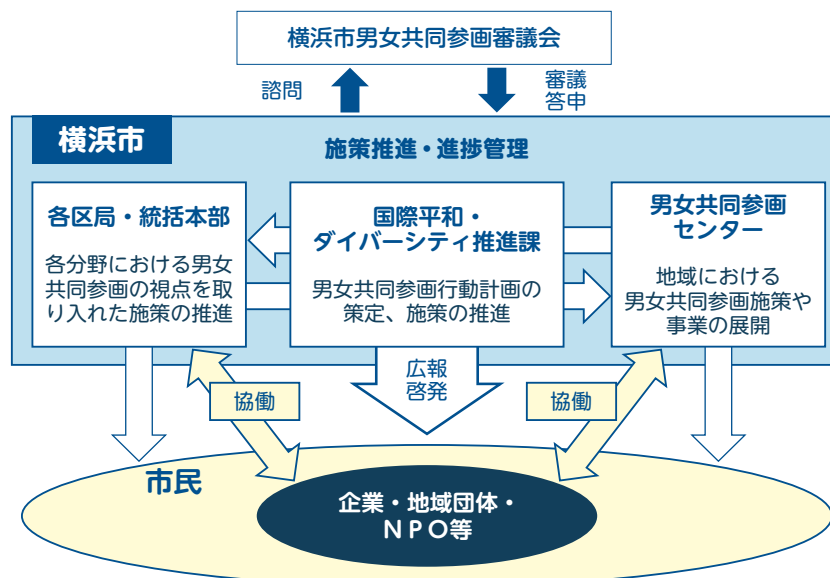 横浜市男女共同参画審議会
諮問
審議
答申
横浜市
施策推進・進捗管理
各区局・統括本部
各分野における男女
共同参画の視点を取
り入れた施策の推進
国際平和・
ダイバーシティ推進課
男女共同参画行動計画の
策定、施策の推進
男女共同参画
センター
地域における
男女共同参画施策や
事業の展開
広報
啓発
協働
協働
市民
企業・地域団体・
ＮＰＯ等